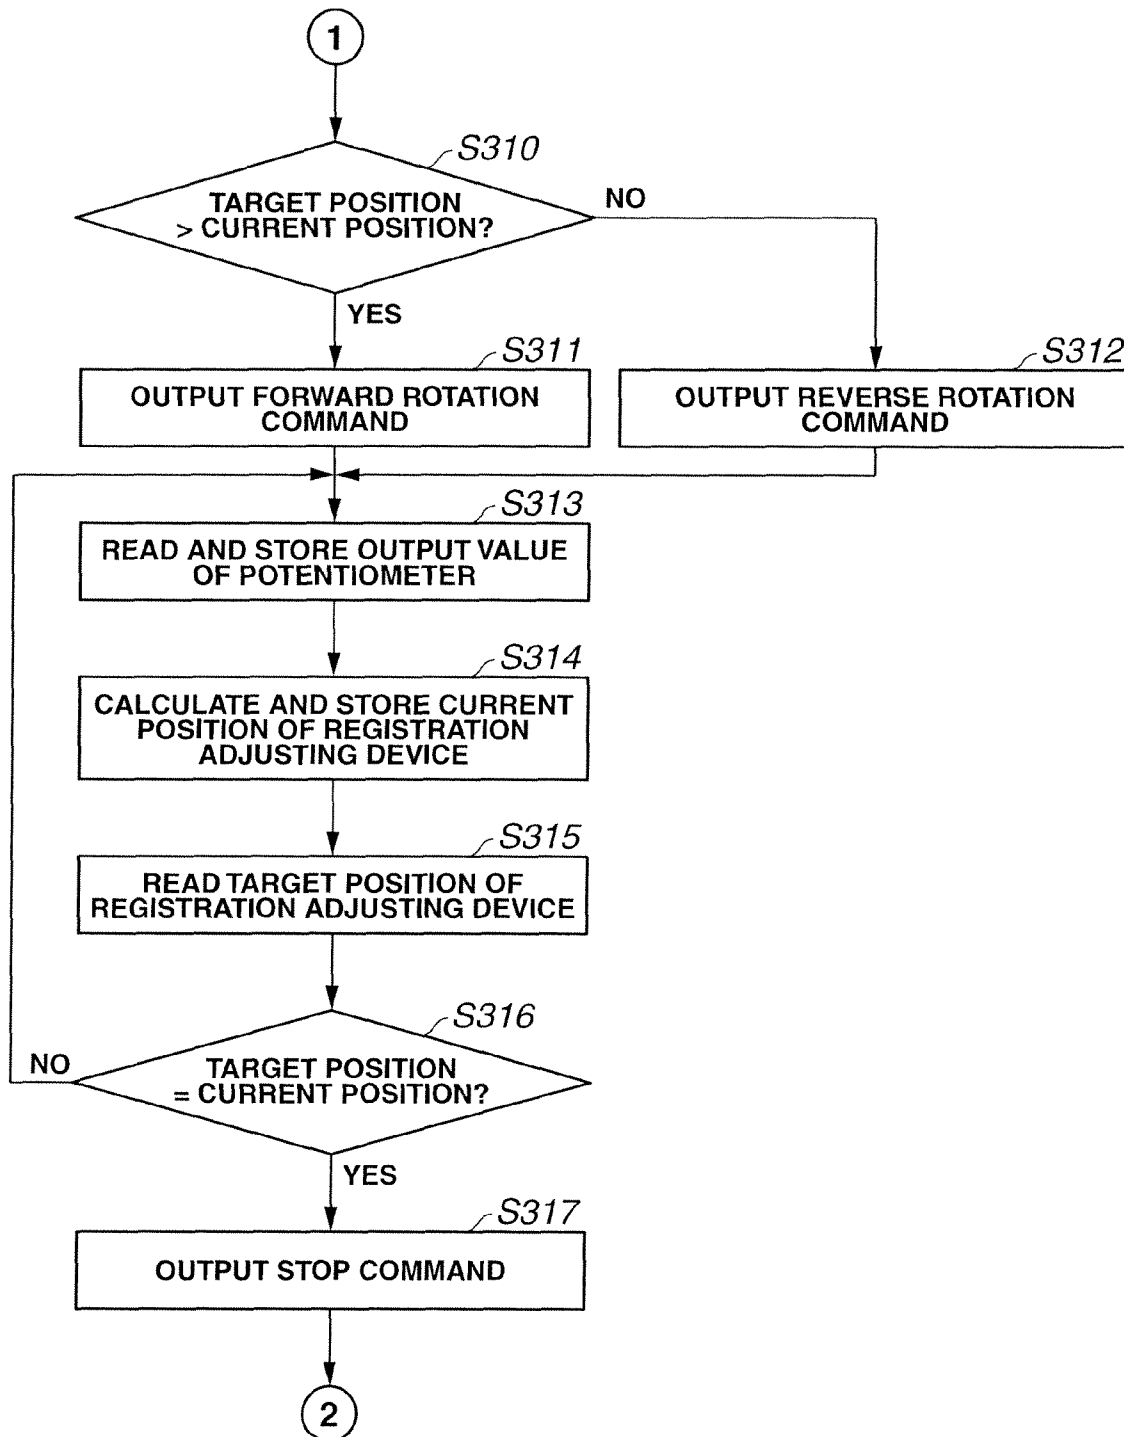 1
S310
TARGET POSITION
> CURRENT POSITION?
NO
YES
S311
OUTPUT FORWARD ROTATION
COMMAND
S312
OUTPUT REVERSE ROTATION
COMMAND
S313
READ AND STORE OUTPUT VALUE
OF POTENTIOMETER
S314
CALCULATE AND STORE CURRENT
POSITION OF REGISTRATION
ADJUSTING DEVICE
S315
READ TARGET POSITION OF
REGISTRATION ADJUSTING DEVICE
S316
TARGET POSITION
= CURRENT POSITION?
NO
YES
S317
OUTPUT STOP COMMAND
2